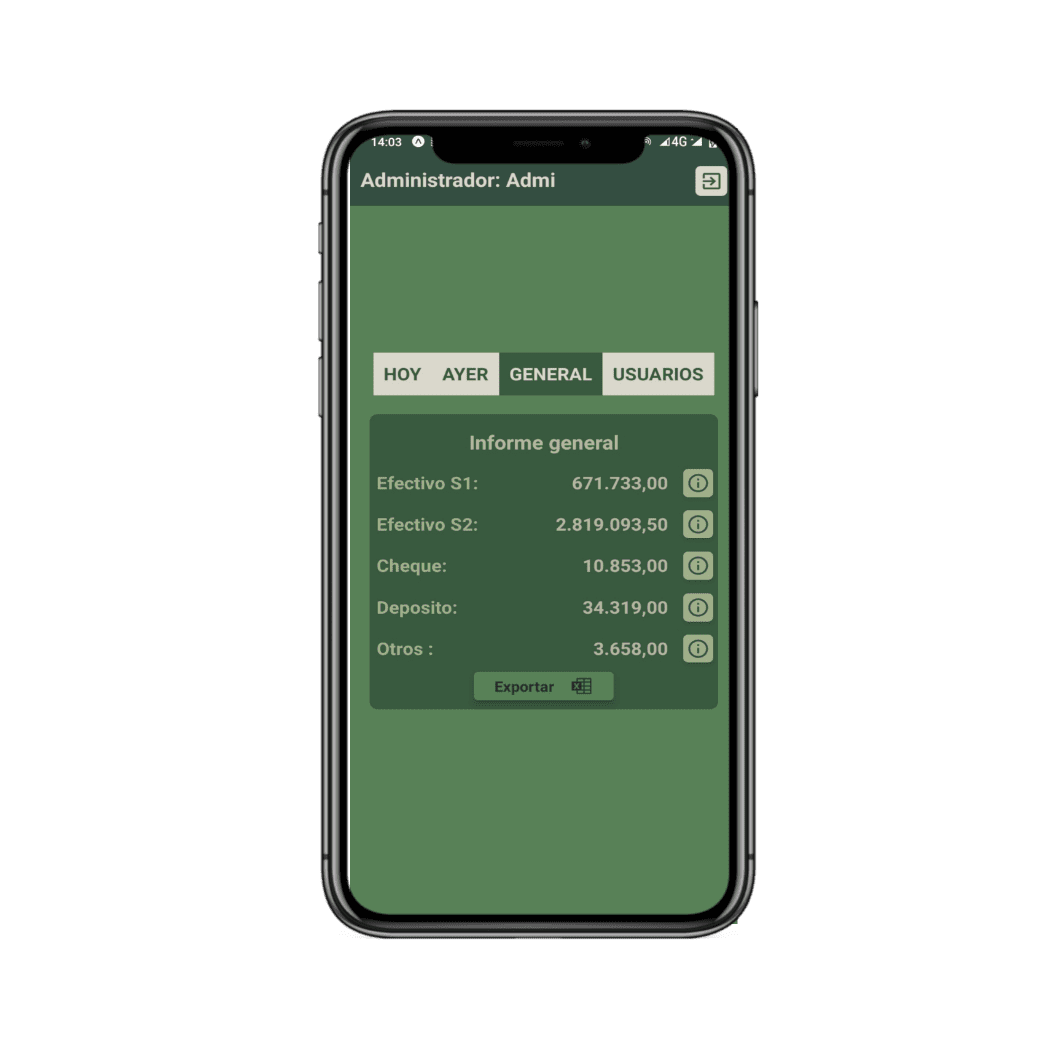 14:03 4G
Administrador: Admi
HOY AYER GENERAL USUARIOS
Informe general
Efectivo S1: 671.733,00
Efectivo S2: 2.819.093,50
Cheque: 10.853,00
Deposito: 34.319,00
Otros : 3.658,00
Exportar